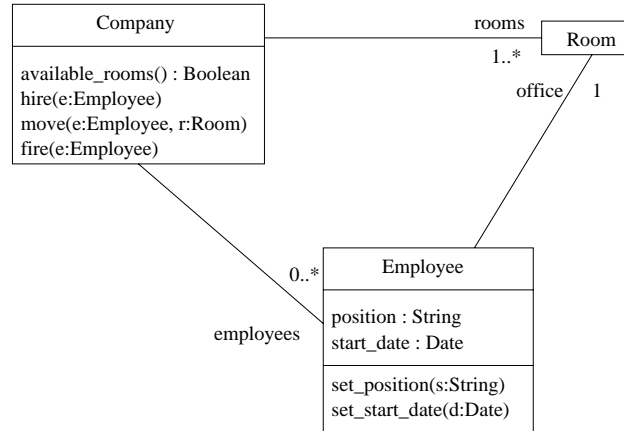 Company
available_rooms() : Boolean
hire(e:Employee)
move(e:Employee, r:Room)
fire(e:Employee)
rooms
1..*
Room
office
1
0..*
employees
Employee
position : String
start_date : Date
set_position(s:String)
set_start_date(d:Date)